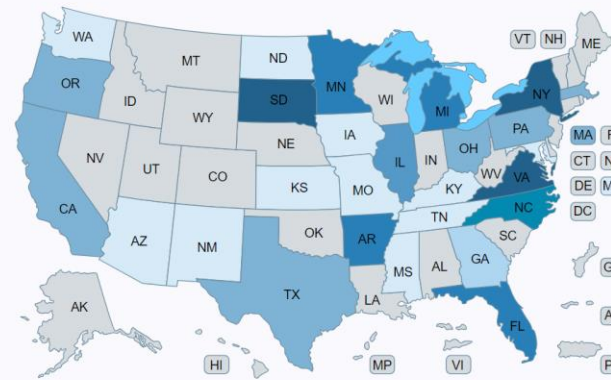 WA
VT NH ME
MT ND
OR MN
ID SD WI NY
WY MI
IA PA
NE MA
NV IL IN OH
UT CO WV VA CT
CA KS MO KY DE
NC DC
AZ NM OK TN
AR SC
MS AL GA
TX LA
AK
FL
HI MP VI